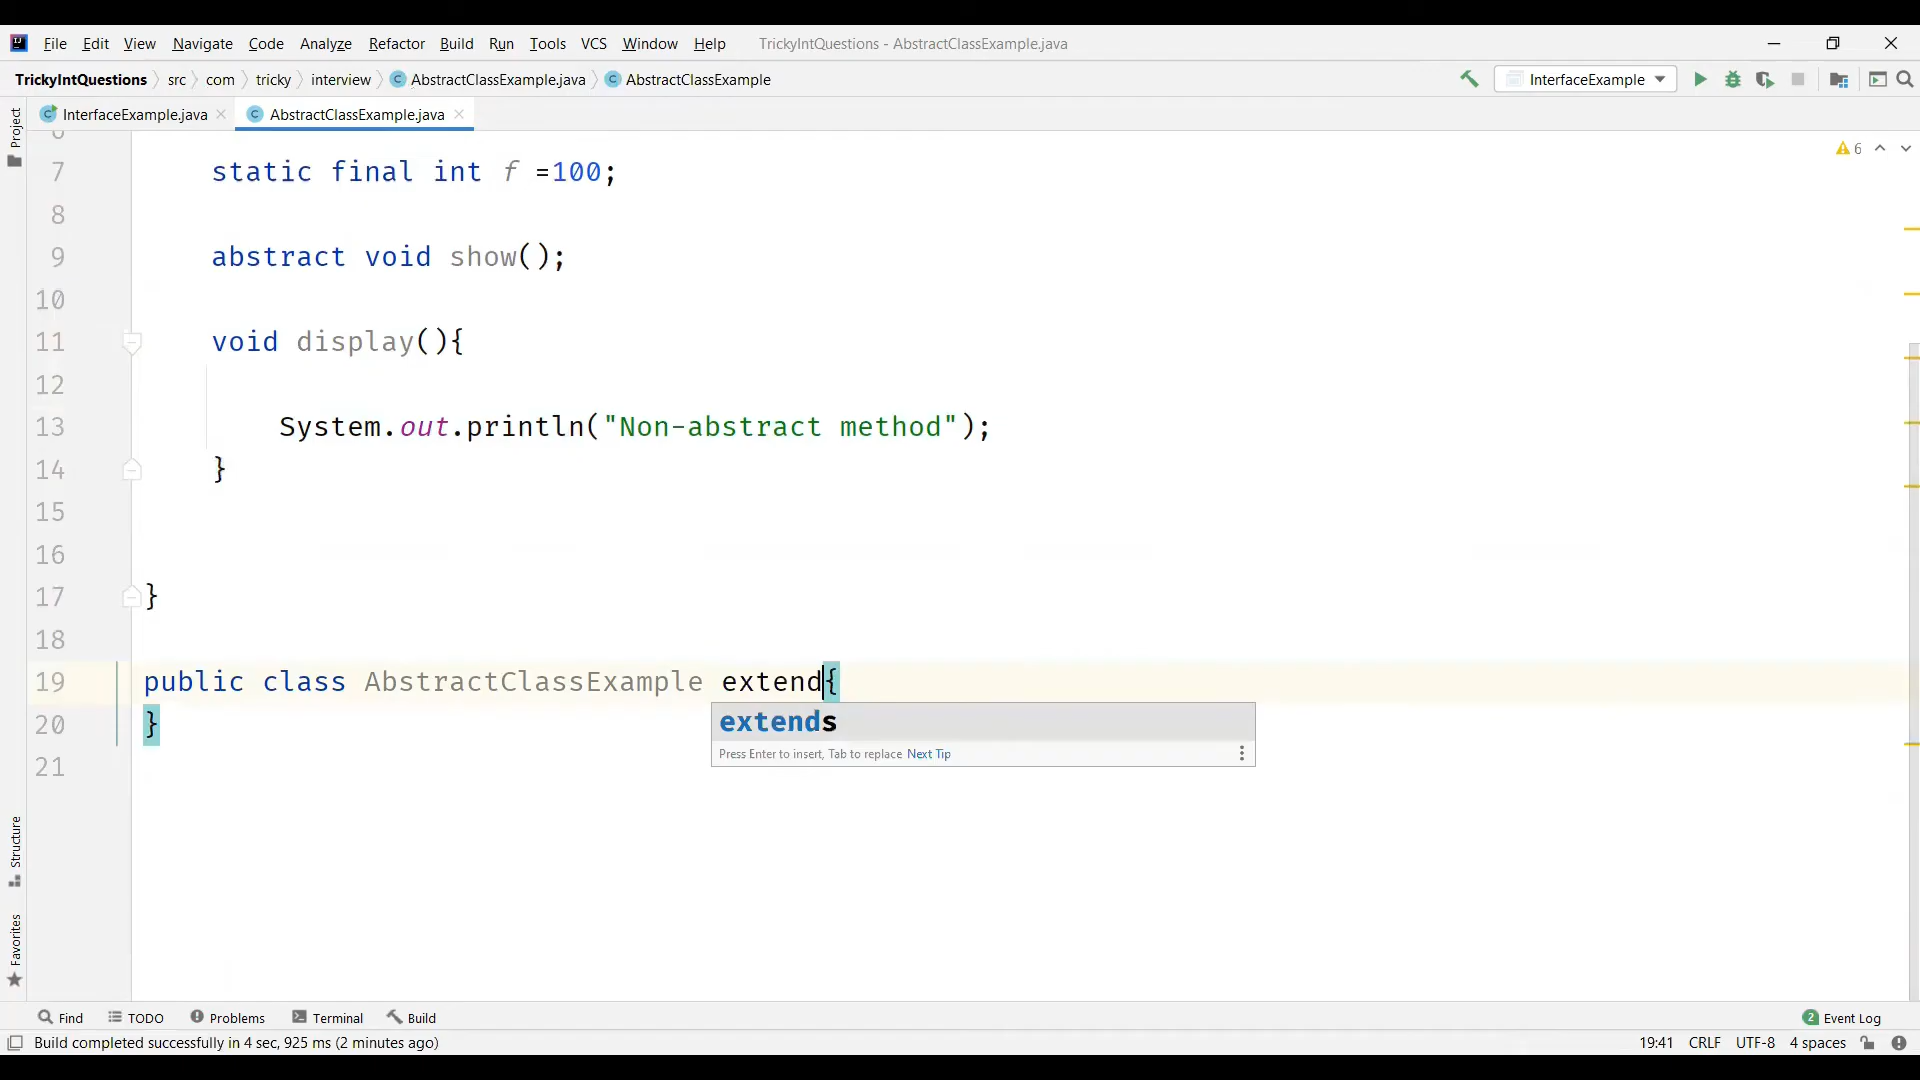 File Edit View Navigate Code Analyze Refactor Build Run Tools VCS Window Help TrickyIntQuestions - AbstractClassExample.java
TrickyIntQuestions src com tricky interview AbstractClassExample.java AbstractClassExample InterfaceExample
InterfaceExample.java AbstractClassExample.java
Project
6
7 static final int f =100;
8
9 abstract void show();
10
11 void display(){
12
13 System.out.println("Non-abstract method");
14 }
15
16
17 }
18
19 public class AbstractClassExample extend{
extends
20 }
Press Enter to insert, Tab to replace Next Tip
21
Structure
Favorites
Find TODO Problems Terminal Build 2 Event Log
Build completed successfully in 4 sec, 925 ms (2 minutes ago) 19:41 CRLF UTF-8 4 spaces